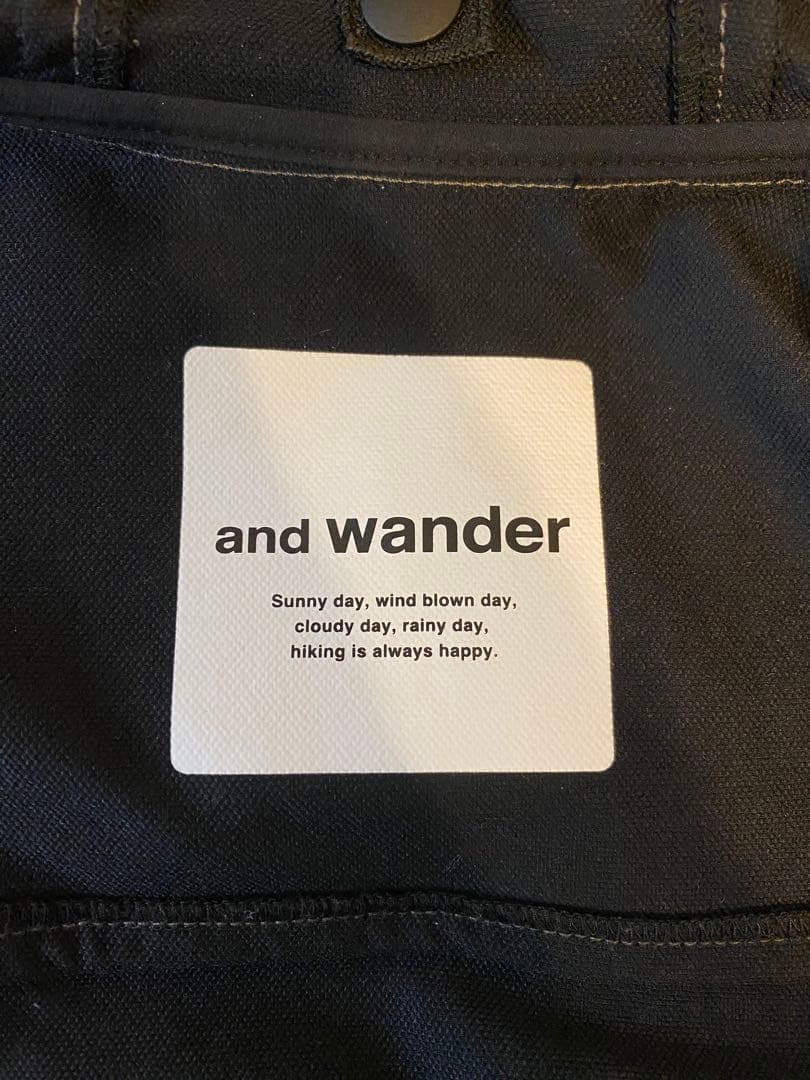 and wander
Sunny day, wind blown day,
cloudy day, rainy day,
hiking is always happy.